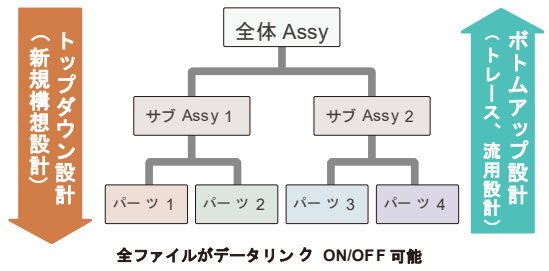 トップダウン設計
（新規構想設計）
全体 Assy
サブ Assy 1
サブ Assy 2
パーツ 1
パーツ 2
パーツ 3
パーツ 4
ボトムアップ設計
（トレース、流用設計）
全ファイルがデータリンク ON/OFF 可能